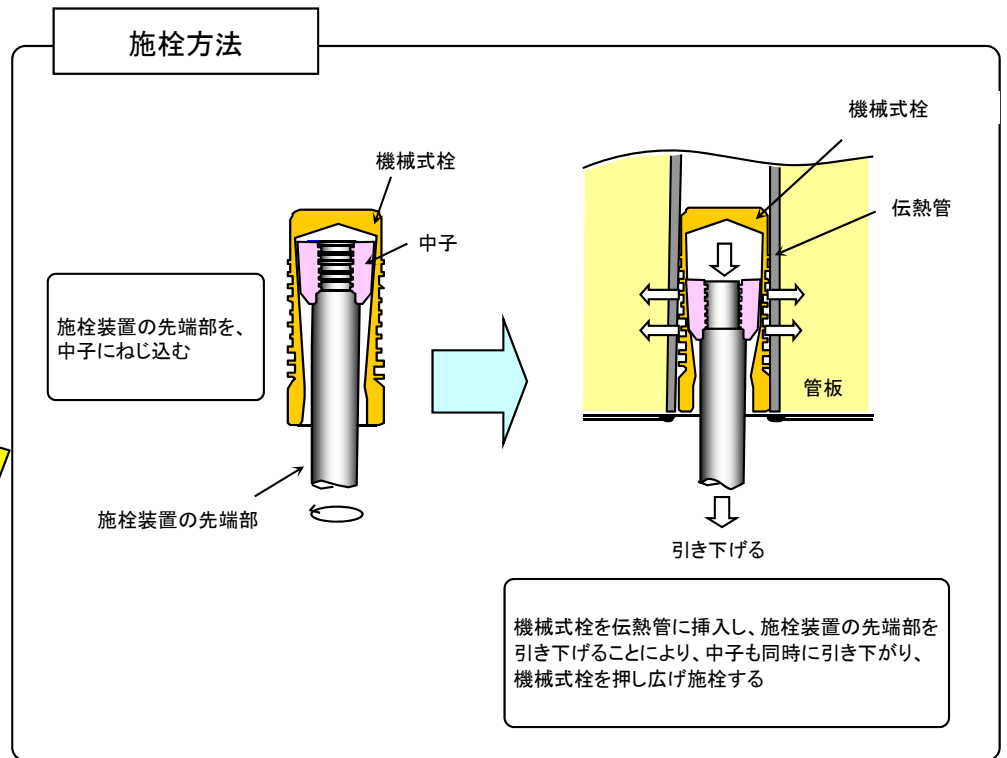 施栓方法
機械式栓
中子
施栓装置の先端部を、
中子にねじ込む
施栓装置の先端部
機械式栓
伝熱管
管板
引き下げる
機械式栓を伝熱管に挿入し、施栓装置の先端部を
引き下げることにより、中子も同時に引き下がり、
機械式栓を押し広げ施栓する